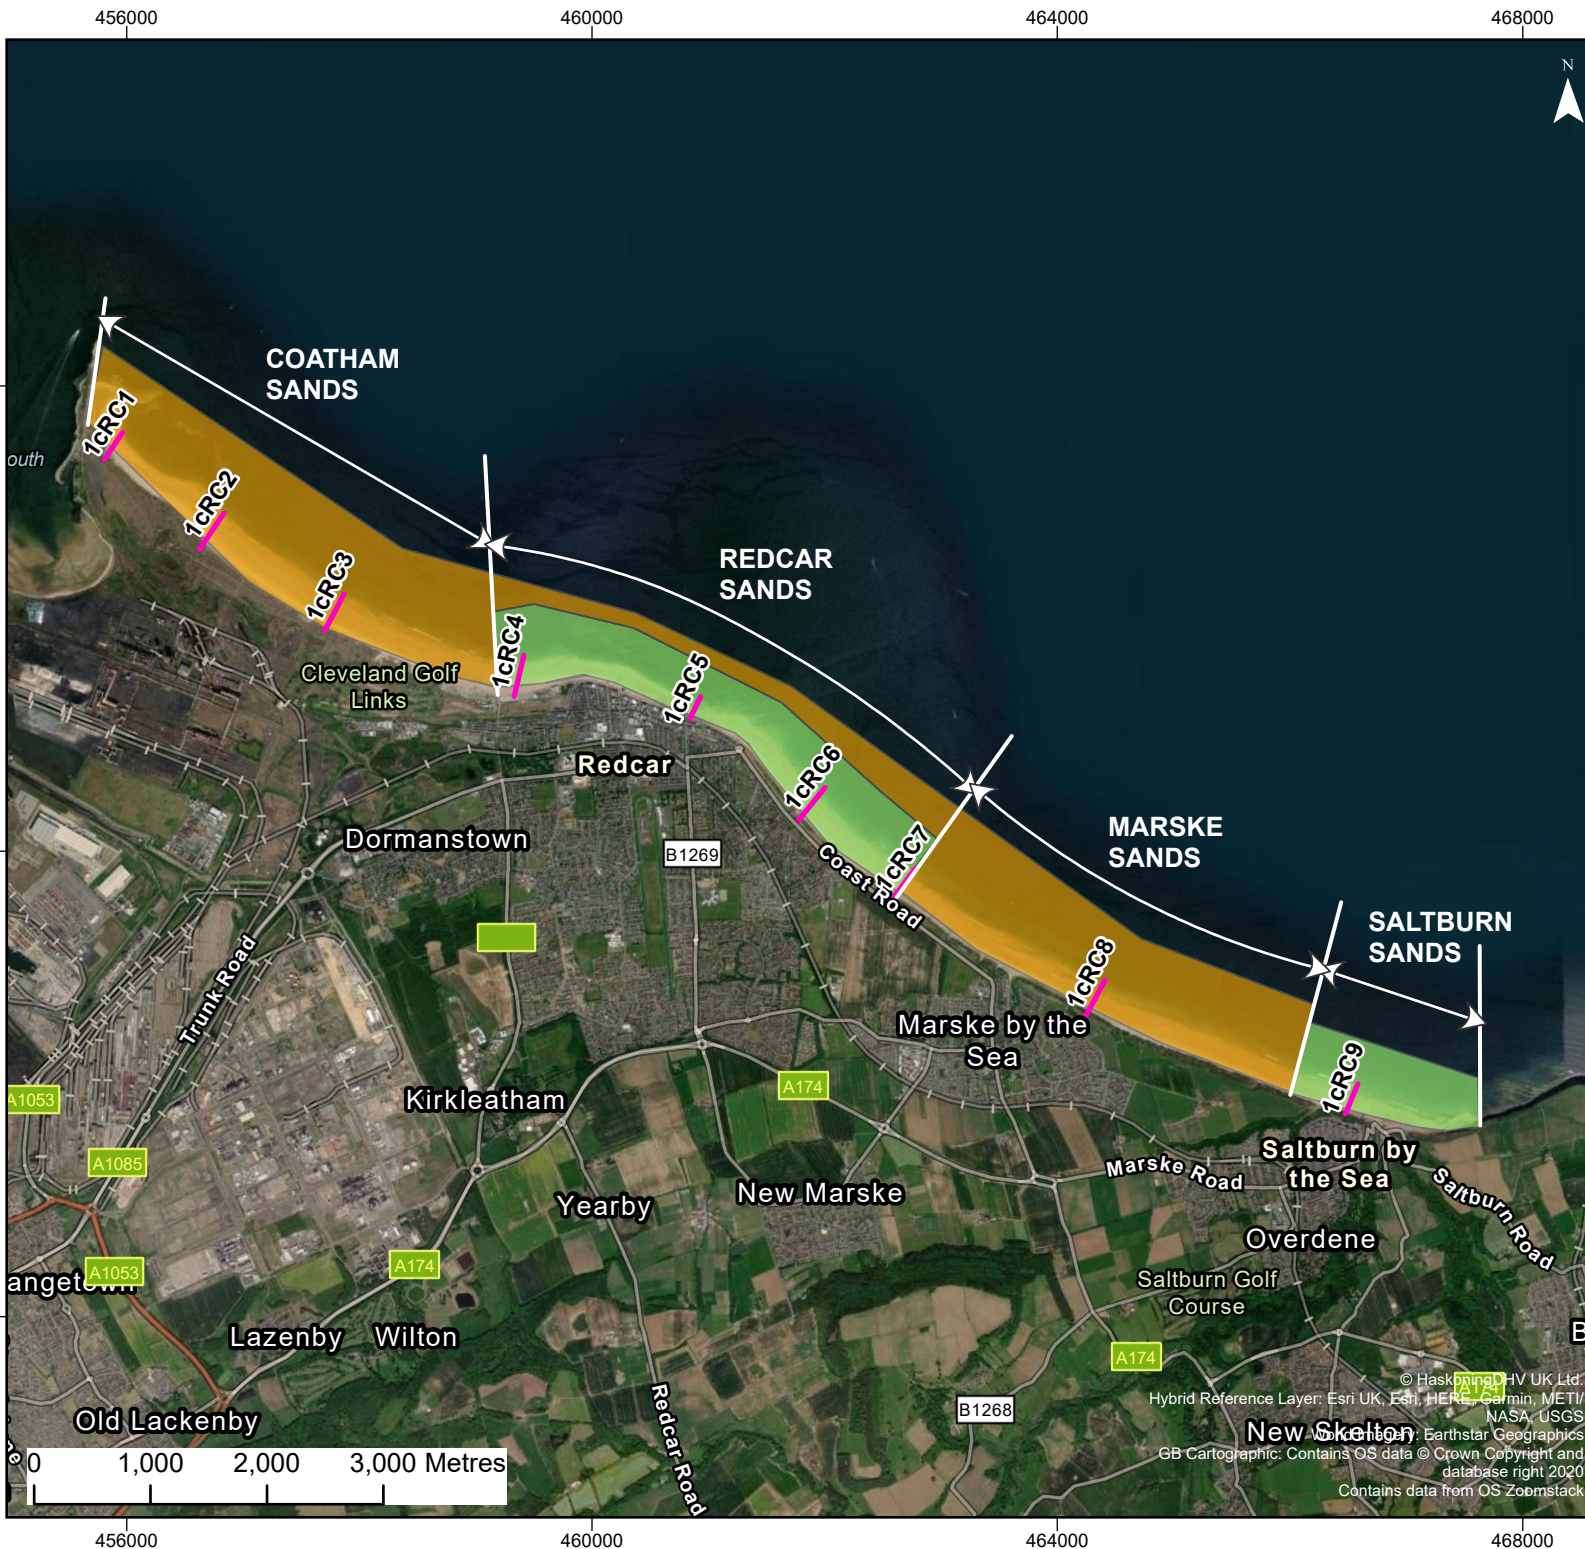 456000
460000
464000
468000
N
COATHAM
SANDS
1cRC1
outh
1cRC2
REDCAR
SANDS
1cRC3
1cRC4
Cleveland Golf
Links
1cRC5
Redcar
1cRC6
MARSKE
SANDS
Dormanstown
B1269
1cRC7
Coast Road
SALTBURN
SANDS
Trunk Road
1cRC8
Marske by the
Sea
1cRC9
A1053
Kirkleatham
A174
A1085
Saltburn by
the Sea
Marske Road
Yearby
New Marske
Saltburn Road
Overdene
A1053
angetown
A174
Saltburn Golf
Course
Lazenby
Wilton
B
A174
A174
B1268
Redcar Road
Old Lackenby
New Skelton
© HaskoningDHV UK Ltd.
Hybrid Reference Layer: Esri UK, Esri, HERE, Garmin, METI/
NASA, USGS
World Imagery: Earthstar Geographics
GB Cartographic: Contains OS data © Crown Copyright and
database right 2020
Contains data from OS Zoomstack
0
1,000
2,000
3,000 Metres
456000
460000
464000
468000